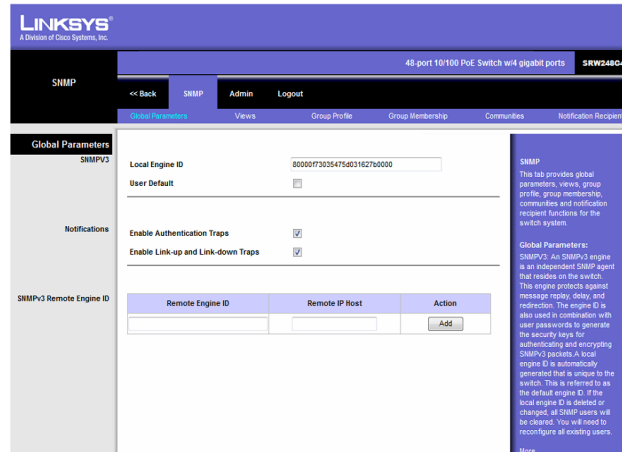 LINKSYS®
A Division of Cisco Systems, Inc.
48-port 10/100 PoE Switch w/4 gigabit ports SRW248G4
SNMP
<< Back SNMP Admin Logout
Global Parameters Views Group Profile Group Membership Communities Notification Recipien
Global Parameters
SNMPV3
Local Engine ID 80000f73035475d031627b0000
User Default
Notifications
Enable Authentication Traps
Enable Link-up and Link-down Traps
SNMPv3 Remote Engine ID
Remote Engine ID Remote IP Host Action
Add
SNMP
This tab provides global
parameters, views, group
profile, group membership,
communities and notification
recipient functions for the
switch system.
Global Parameters:
SNMPV3: An SNMPv3 engine
is an independent SNMP agent
that resides on the switch.
This engine protects against
message replay, delay, and
redirection. The engine ID is
also used in combination with
user passwords to generate
the security keys for
authenticating and encrypting
SNMPv3 packets.A local
engine ID is automatically
generated that is unique to the
switch. This is referred to as
the default engine ID. If the
local engine ID is deleted or
changed, all SNMP users will
be cleared. You will need to
reconfigure all existing users.
More